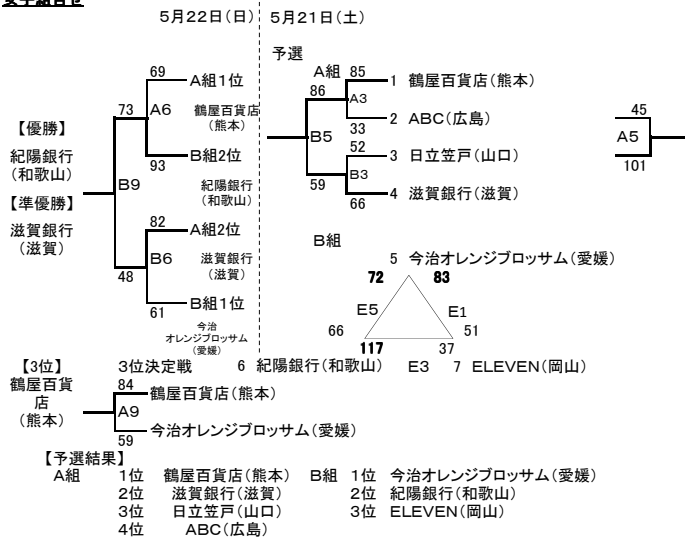 ５月２２日（日） ５月２１日（土）
予選
A組
69 A組１位 85 1 鶴屋百貨店（熊本）
73 A6 鶴屋百貨店（熊本） 86 A3 45
【優勝】 33 2 ABC（広島） A5
紀陽銀行（和歌山） 93 B組２位 B5 52 3 日立笠戸（山口） 101
B9 紀陽銀行（和歌山） 59 B3
【準優勝】 66 4 滋賀銀行（滋賀）
滋賀銀行（滋賀） 82 A組２位
B6 滋賀銀行（滋賀） B組
48 5 今治オレンジブロッサム（愛媛）
61 B組１位 72 83
今治オレンジブロッサム（愛媛） E5 E1
66 51
117 37
【3位】 ３位決定戦 6 紀陽銀行（和歌山） E3 7 ELEVEN（岡山）
鶴屋百貨店（熊本） 84 鶴屋百貨店（熊本）
A9
59 今治オレンジブロッサム（愛媛）
【予選結果】
A組 1位 鶴屋百貨店（熊本） B組 1位 今治オレンジブロッサム（愛媛）
2位 滋賀銀行（滋賀） 2位 紀陽銀行（和歌山）
3位 日立笠戸（山口） 3位 ELEVEN（岡山）
4位 ABC（広島）